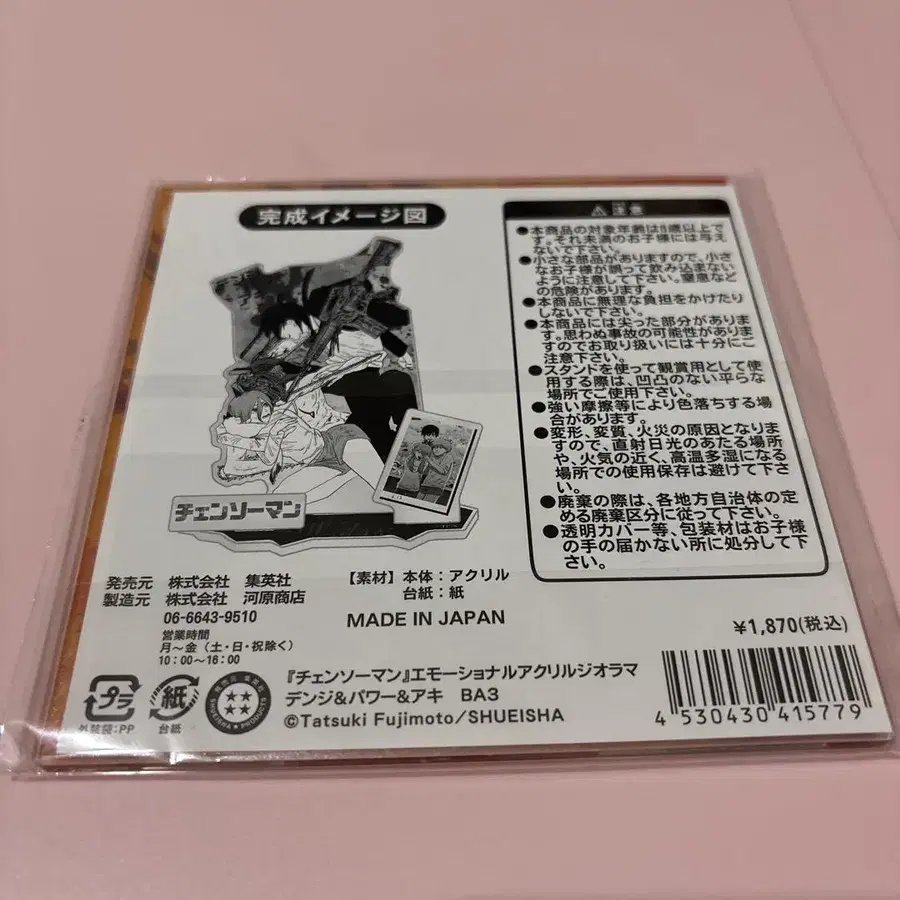 完成イメージ図
チェンソーマン
⚠ 注意
●本商品の対象年齢は8歳以上で
す。それ未満のお子様には与え
ないで下さい。
●小さな部品がありますので、小さ
なお子様が誤って飲み込まない
ように注意して下さい。窒息などの
の危険があります。
●本商品に無理な負担をかけたり
しないで下さい。
●本商品には尖った部分がありま
す。思わぬ事故の可能性がありま
すのでお取り扱いには十分にご
注意下さい。
●スタンドを使って観賞用として使
用する際は、凹凸のない平らな
場所でご使用下さい。
●強い摩擦等により色落ちする場
合があります。
●変形、変質、火災の原因となりま
すので、直射日光のあたる場所
や、火気の近く、高温多湿になる
場所での使用保存は避けて下さ
い。
●廃棄の際は、各地方自治体の定
める廃棄区分に従って下さい。
●透明カバー等、包装材はお子様
の手の届かない所に処分して下
さい。
発売元 株式会社 集英社
製造元 株式会社 河原商店
06-6643-9510
営業時間
月〜金（土・日・祝除く）
10:00〜16:00
【素材】本体：アクリル
台紙：紙
MADE IN JAPAN
¥1,870(税込)
プラ
外装袋:PP
紙
台紙
SHUEISHA PRODUCTS
『チェンソーマン』エモーショナルアクリルジオラマ
デンジ&パワー&アキ BA3
©Tatsuki Fujimoto/SHUEISHA
4 530430 415779